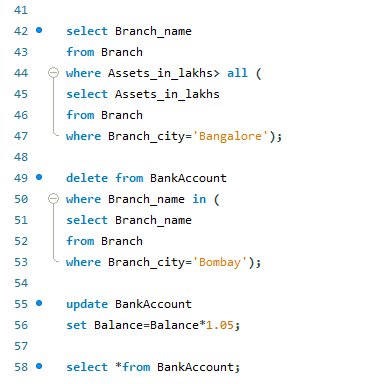 41
42 select Branch_name
43 from Branch
44 where Assets_in_lakhs> all (
45 select Assets_in_lakhs
46 from Branch
47 where Branch_city='Bangalore');
48
49 delete from BankAccount
50 where Branch_name in (
51 select Branch_name
52 from Branch
53 where Branch_city='Bombay');
54
55 update BankAccount
56 set Balance=Balance*1.05;
57
58 select *from BankAccount;